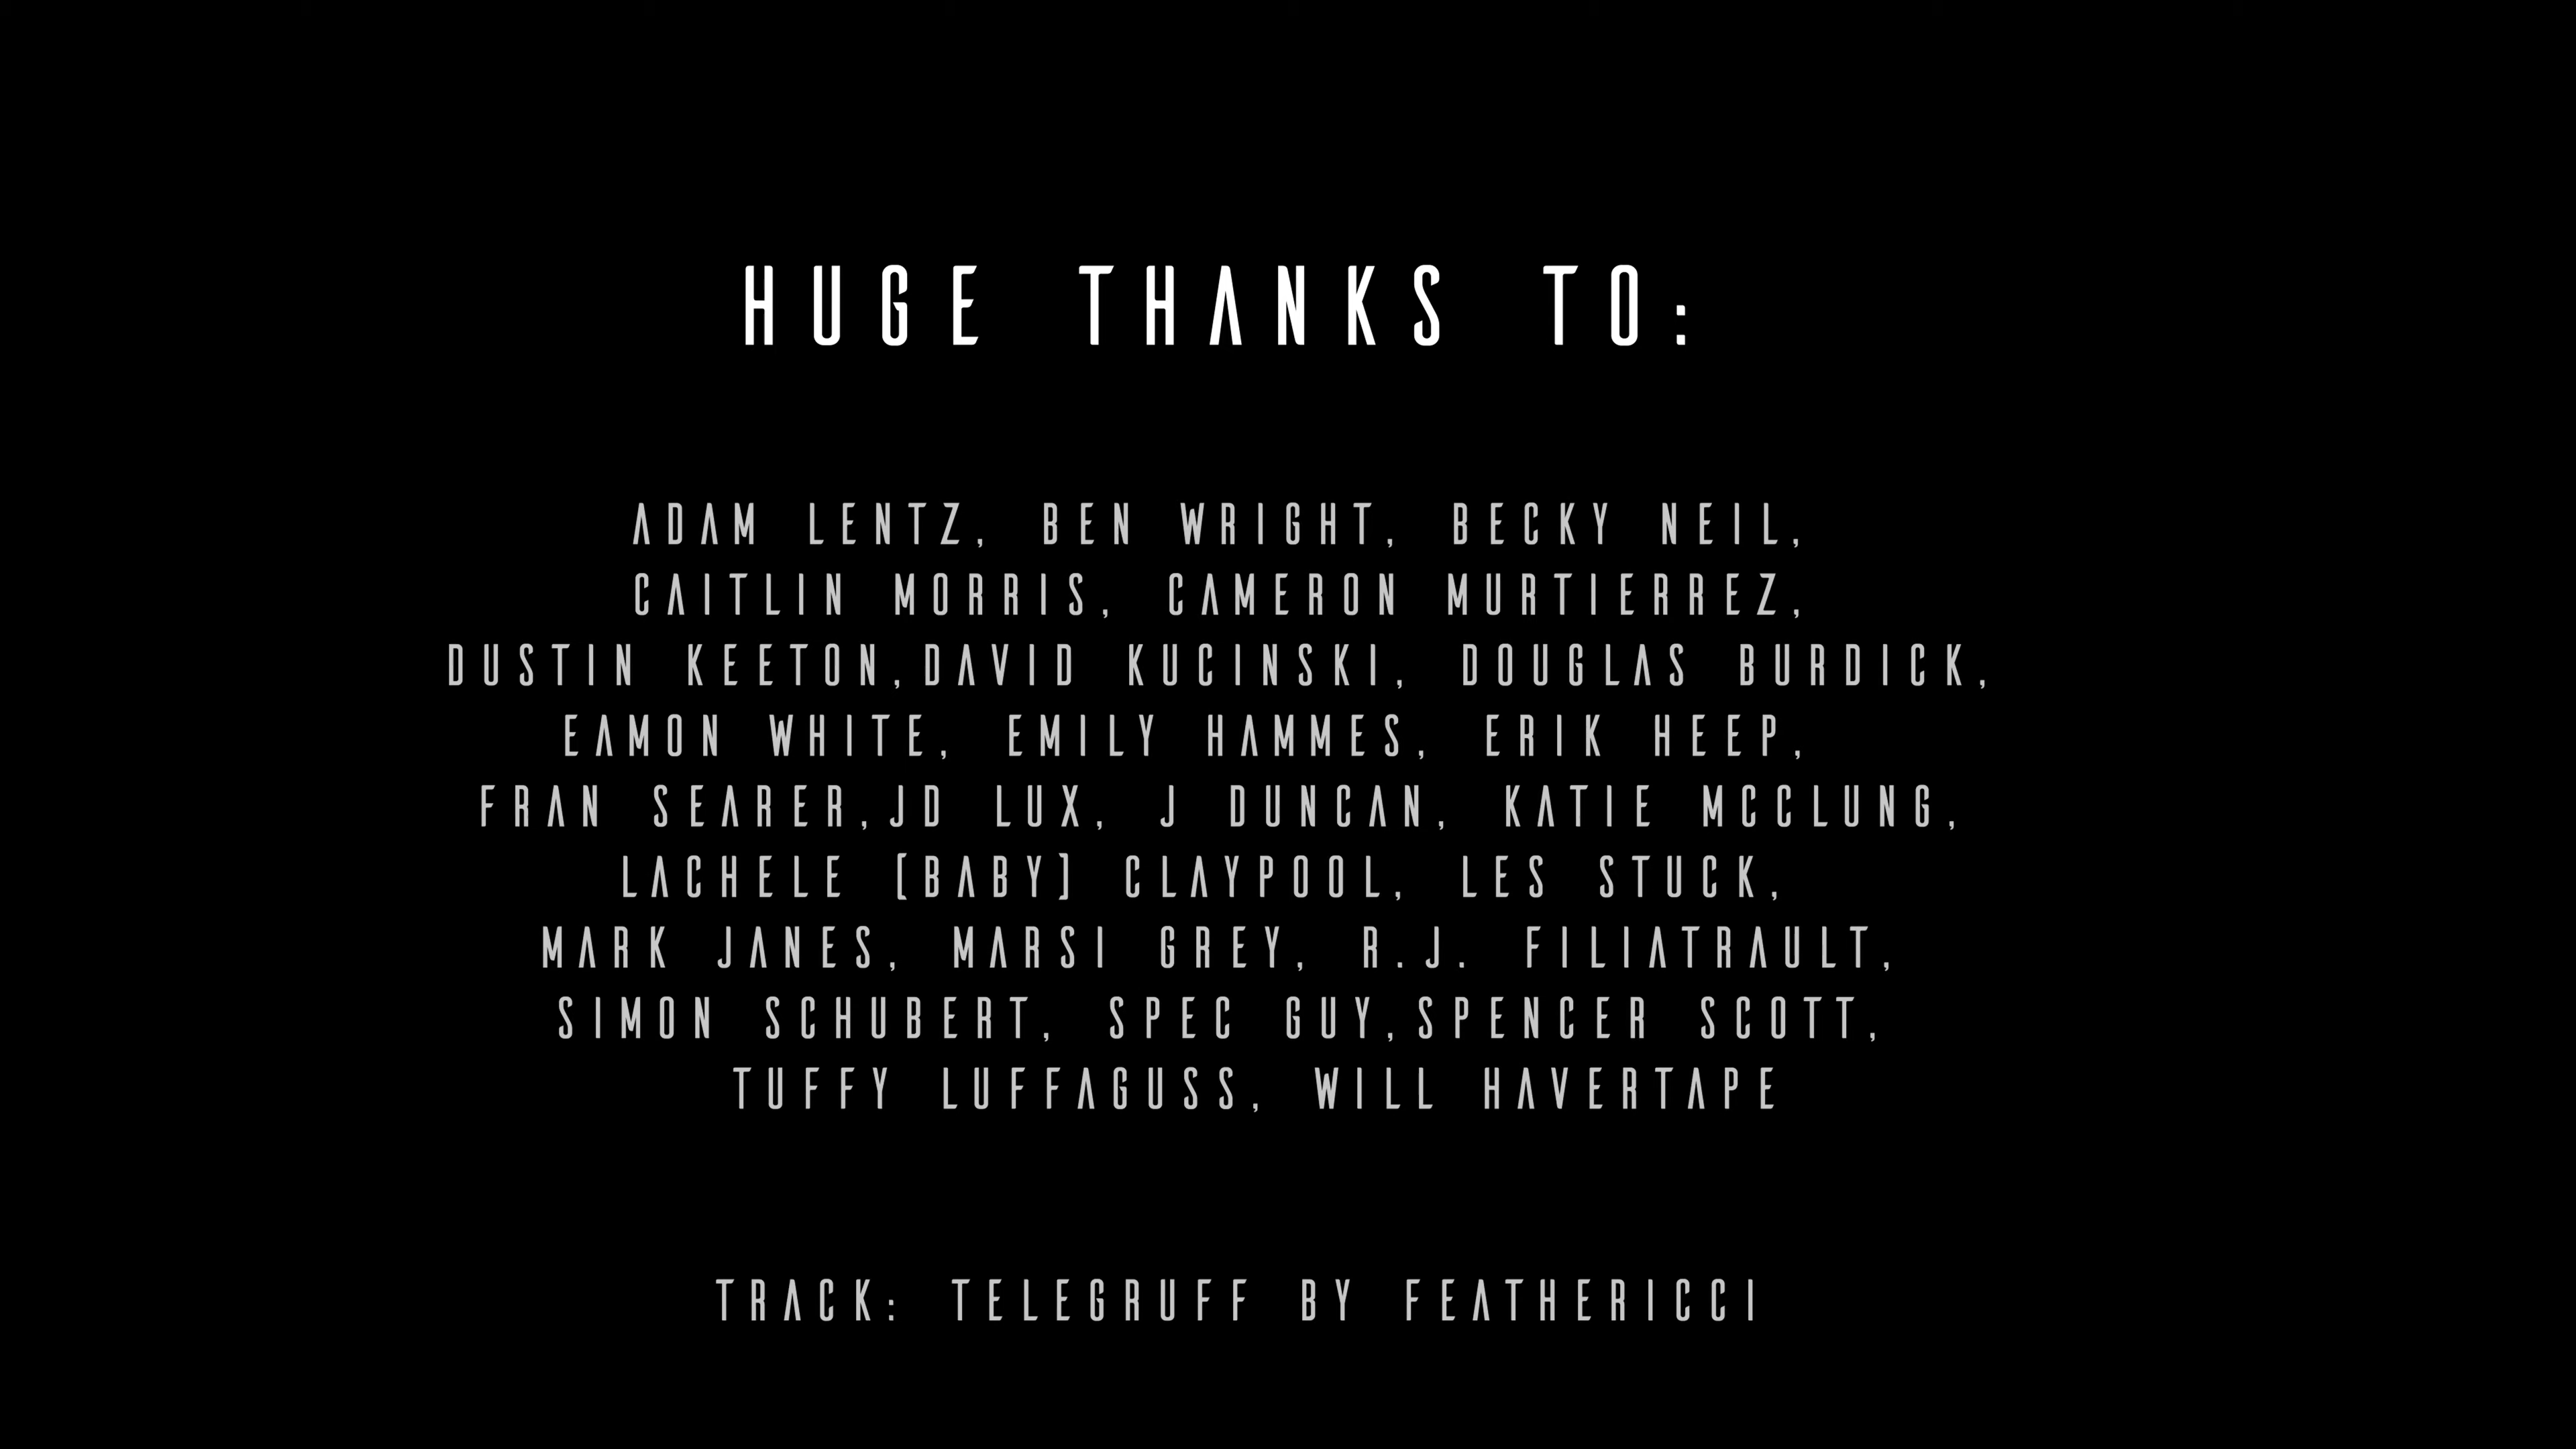 HUGE THANKS TO:
ADAM LENTZ, BEN WRIGHT, BECKY NEIL,
CAITLIN MORRIS, CAMERON MURTIERREZ,
DUSTIN KEETON,DAVID KUCINSKI, DOUGLAS BURDICK,
EAMON WHITE, EMILY HAMMES, ERIK HEEP,
FRAN SEARER,JD LUX, J DUNCAN, KATIE MCCLUNG,
LACHELE (BABY) CLAYPOOL, LES STUCK,
MARK JANES, MARSI GREY, R.J. FILIATRAULT,
SIMON SCHUBERT, SPEC GUY,SPENCER SCOTT,
TUFFY LUFFAGUSS, WILL HAVERTAPE
TRACK: TELEGRUFF BY FEATHERICCI